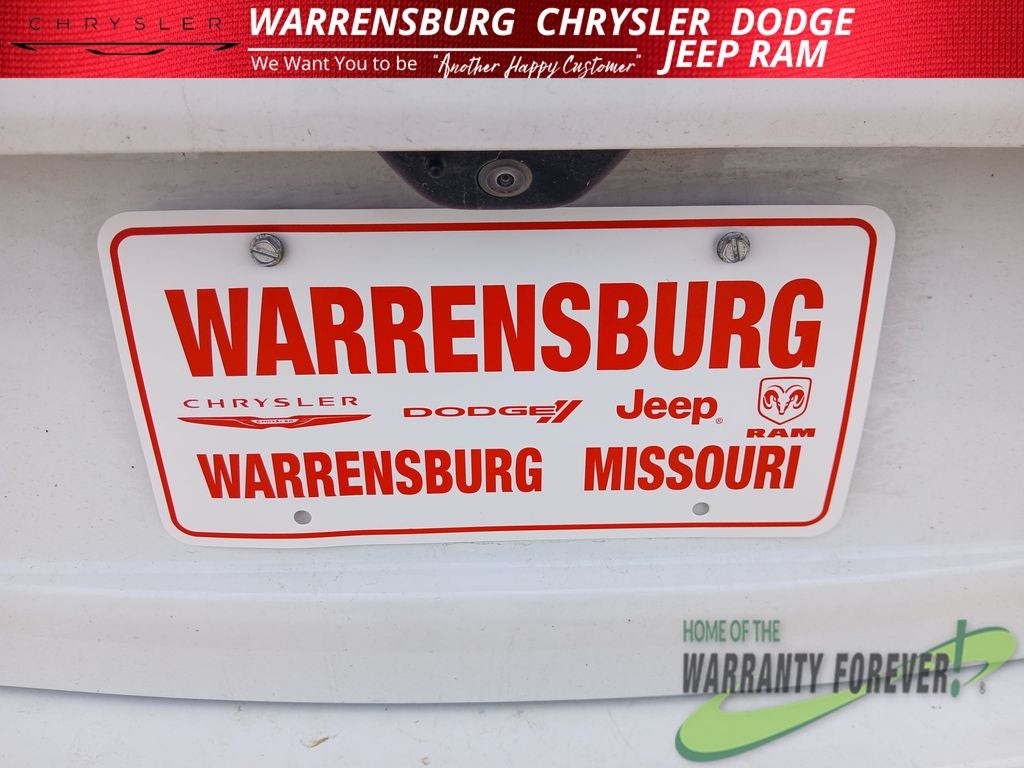 CHRYSLER
WARRENSBURG CHRYSLER DODGE
JEEP RAM
We Want You to be "Another Happy Customer"
WARRENSBURG
CHRYSLER DODGE Jeep® RAM
CHRYSLER
WARRENSBURG MISSOURI
HOME OF THE
WARRANTY FOREVER!®